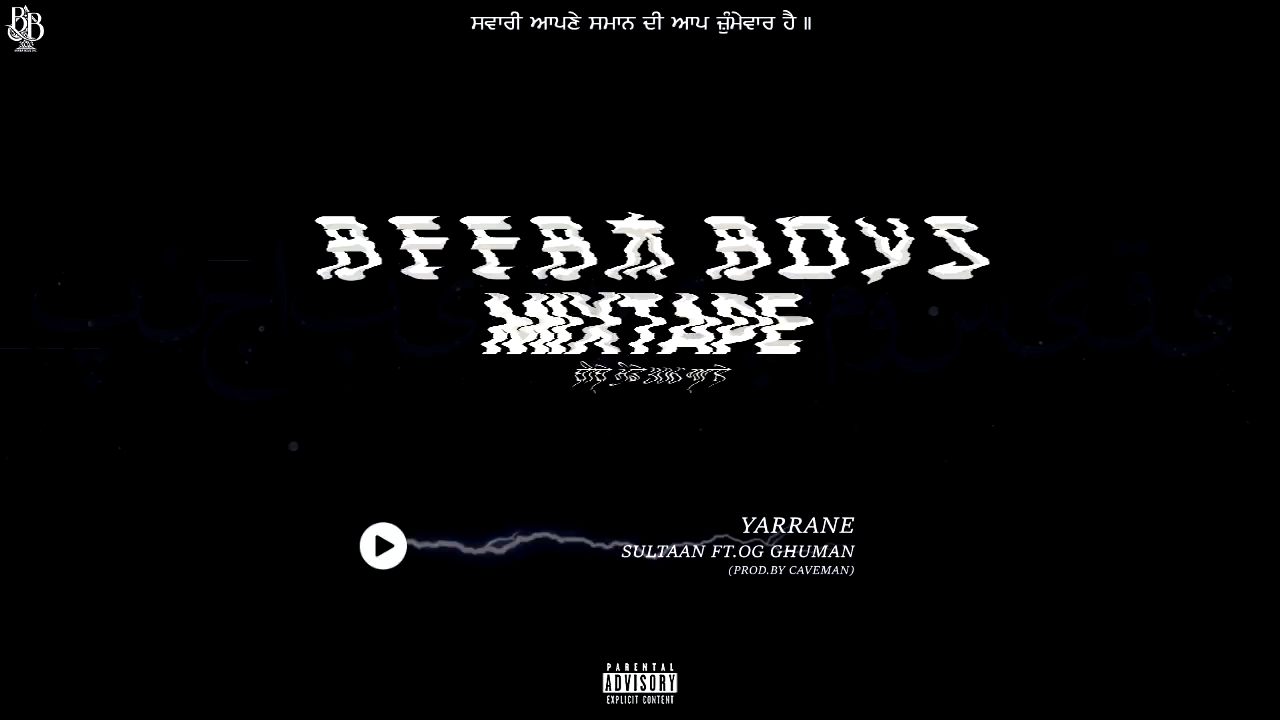 B&B
ਸਵਾਰੀ ਆਪਣੇ ਸਮਾਨ ਦੀ ਆਪ ਜ਼ੁੰਮੇਵਾਰ ਹੈ ॥
BEEBA BOYS
MIXTAPE
YARRANE
SULTAAN FT.OG GHUMAN
(PROD.BY CAVEMAN)
PARENTAL
ADVISORY
EXPLICIT CONTENT